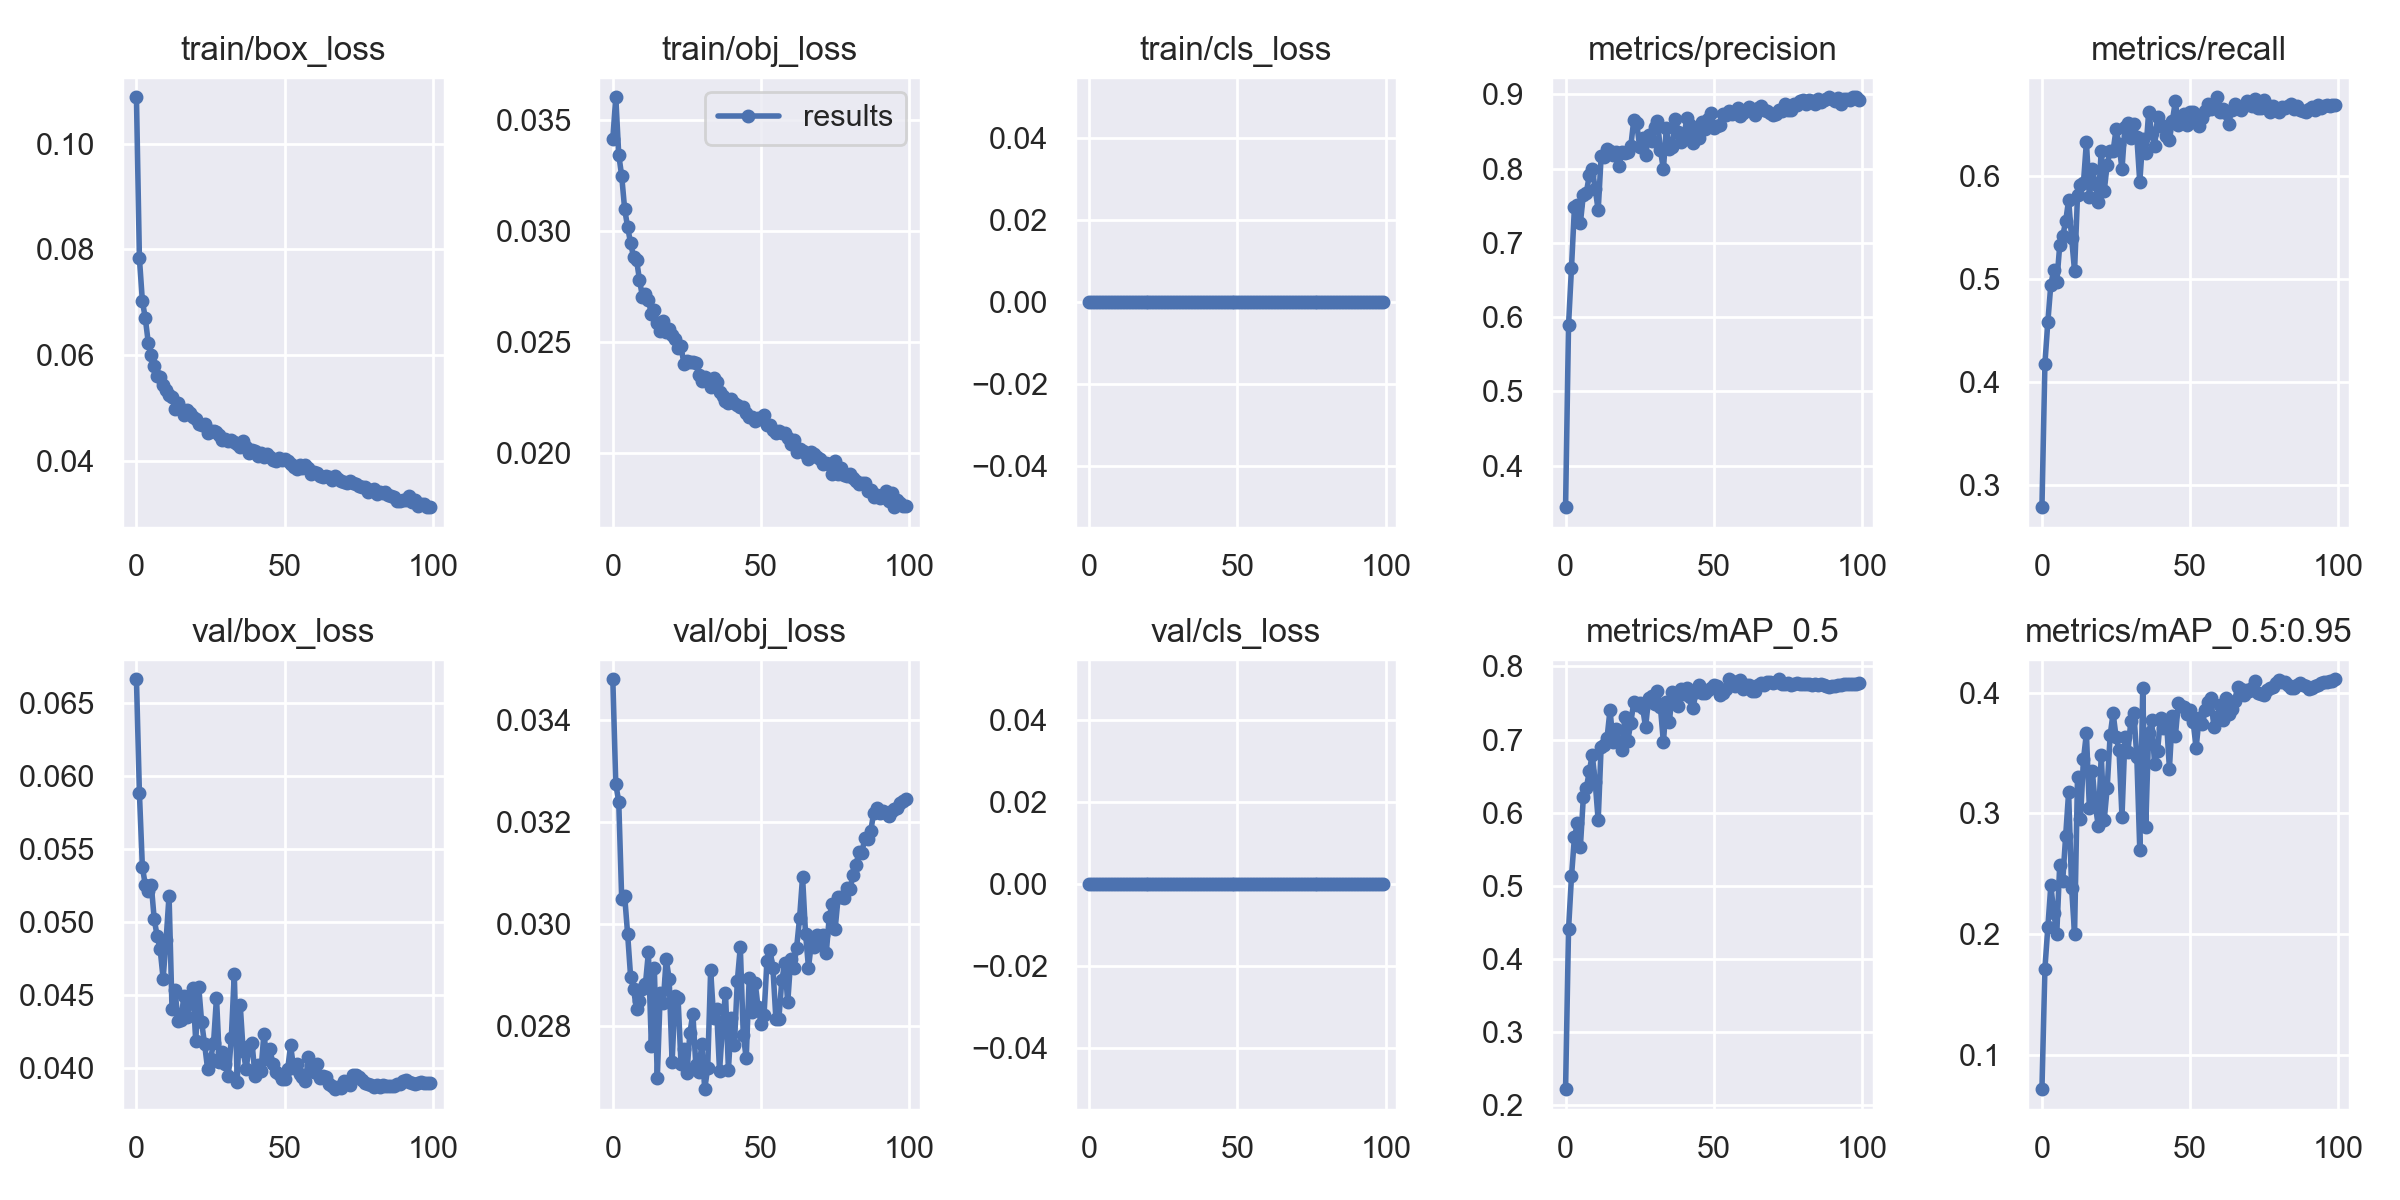 train/box_loss
0.10
0.08
0.06
0.04
0 50 100
train/obj_loss
results
0.035
0.030
0.025
0.020
0 50 100
train/cls_loss
0.04
0.02
0.00
−0.02
−0.04
0 50 100
metrics/precision
0.9
0.8
0.7
0.6
0.5
0.4
0 50 100
metrics/recall
0.6
0.5
0.4
0.3
0 50 100
val/box_loss
0.065
0.060
0.055
0.050
0.045
0.040
0 50 100
val/obj_loss
0.034
0.032
0.030
0.028
0 50 100
val/cls_loss
0.04
0.02
0.00
−0.02
−0.04
0 50 100
metrics/mAP_0.5
0.8
0.7
0.6
0.5
0.4
0.3
0.2
0 50 100
metrics/mAP_0.5:0.95
0.4
0.3
0.2
0.1
0 50 100